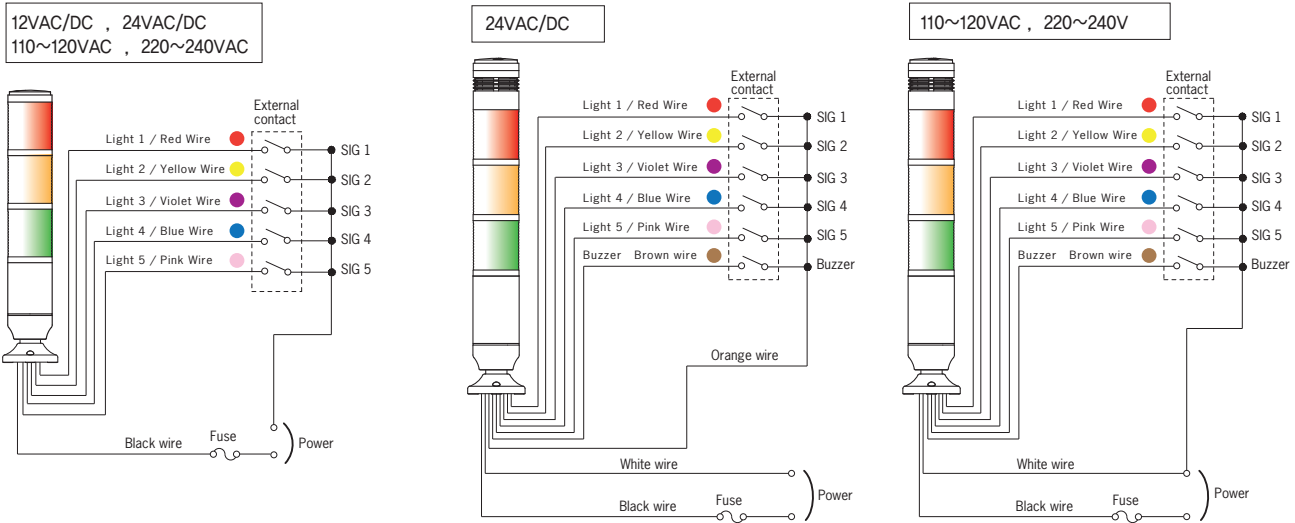 12VAC/DC , 24VAC/DC
110～120VAC , 220～240VAC
External
contact
Light 1 / Red Wire
SIG 1
Light 2 / Yellow Wire
SIG 2
Light 3 / Violet Wire
SIG 3
Light 4 / Blue Wire
SIG 4
Light 5 / Pink Wire
SIG 5
Black wire
Fuse
Power
24VAC/DC
External
contact
Light 1 / Red Wire
SIG 1
Light 2 / Yellow Wire
SIG 2
Light 3 / Violet Wire
SIG 3
Light 4 / Blue Wire
SIG 4
Light 5 / Pink Wire
SIG 5
Buzzer Brown wire
Buzzer
Orange wire
White wire
Black wire
Fuse
Power
110～120VAC , 220～240V
External
contact
Light 1 / Red Wire
SIG 1
Light 2 / Yellow Wire
SIG 2
Light 3 / Violet Wire
SIG 3
Light 4 / Blue Wire
SIG 4
Light 5 / Pink Wire
SIG 5
Buzzer Brown wire
Buzzer
White wire
Black wire
Fuse
Power